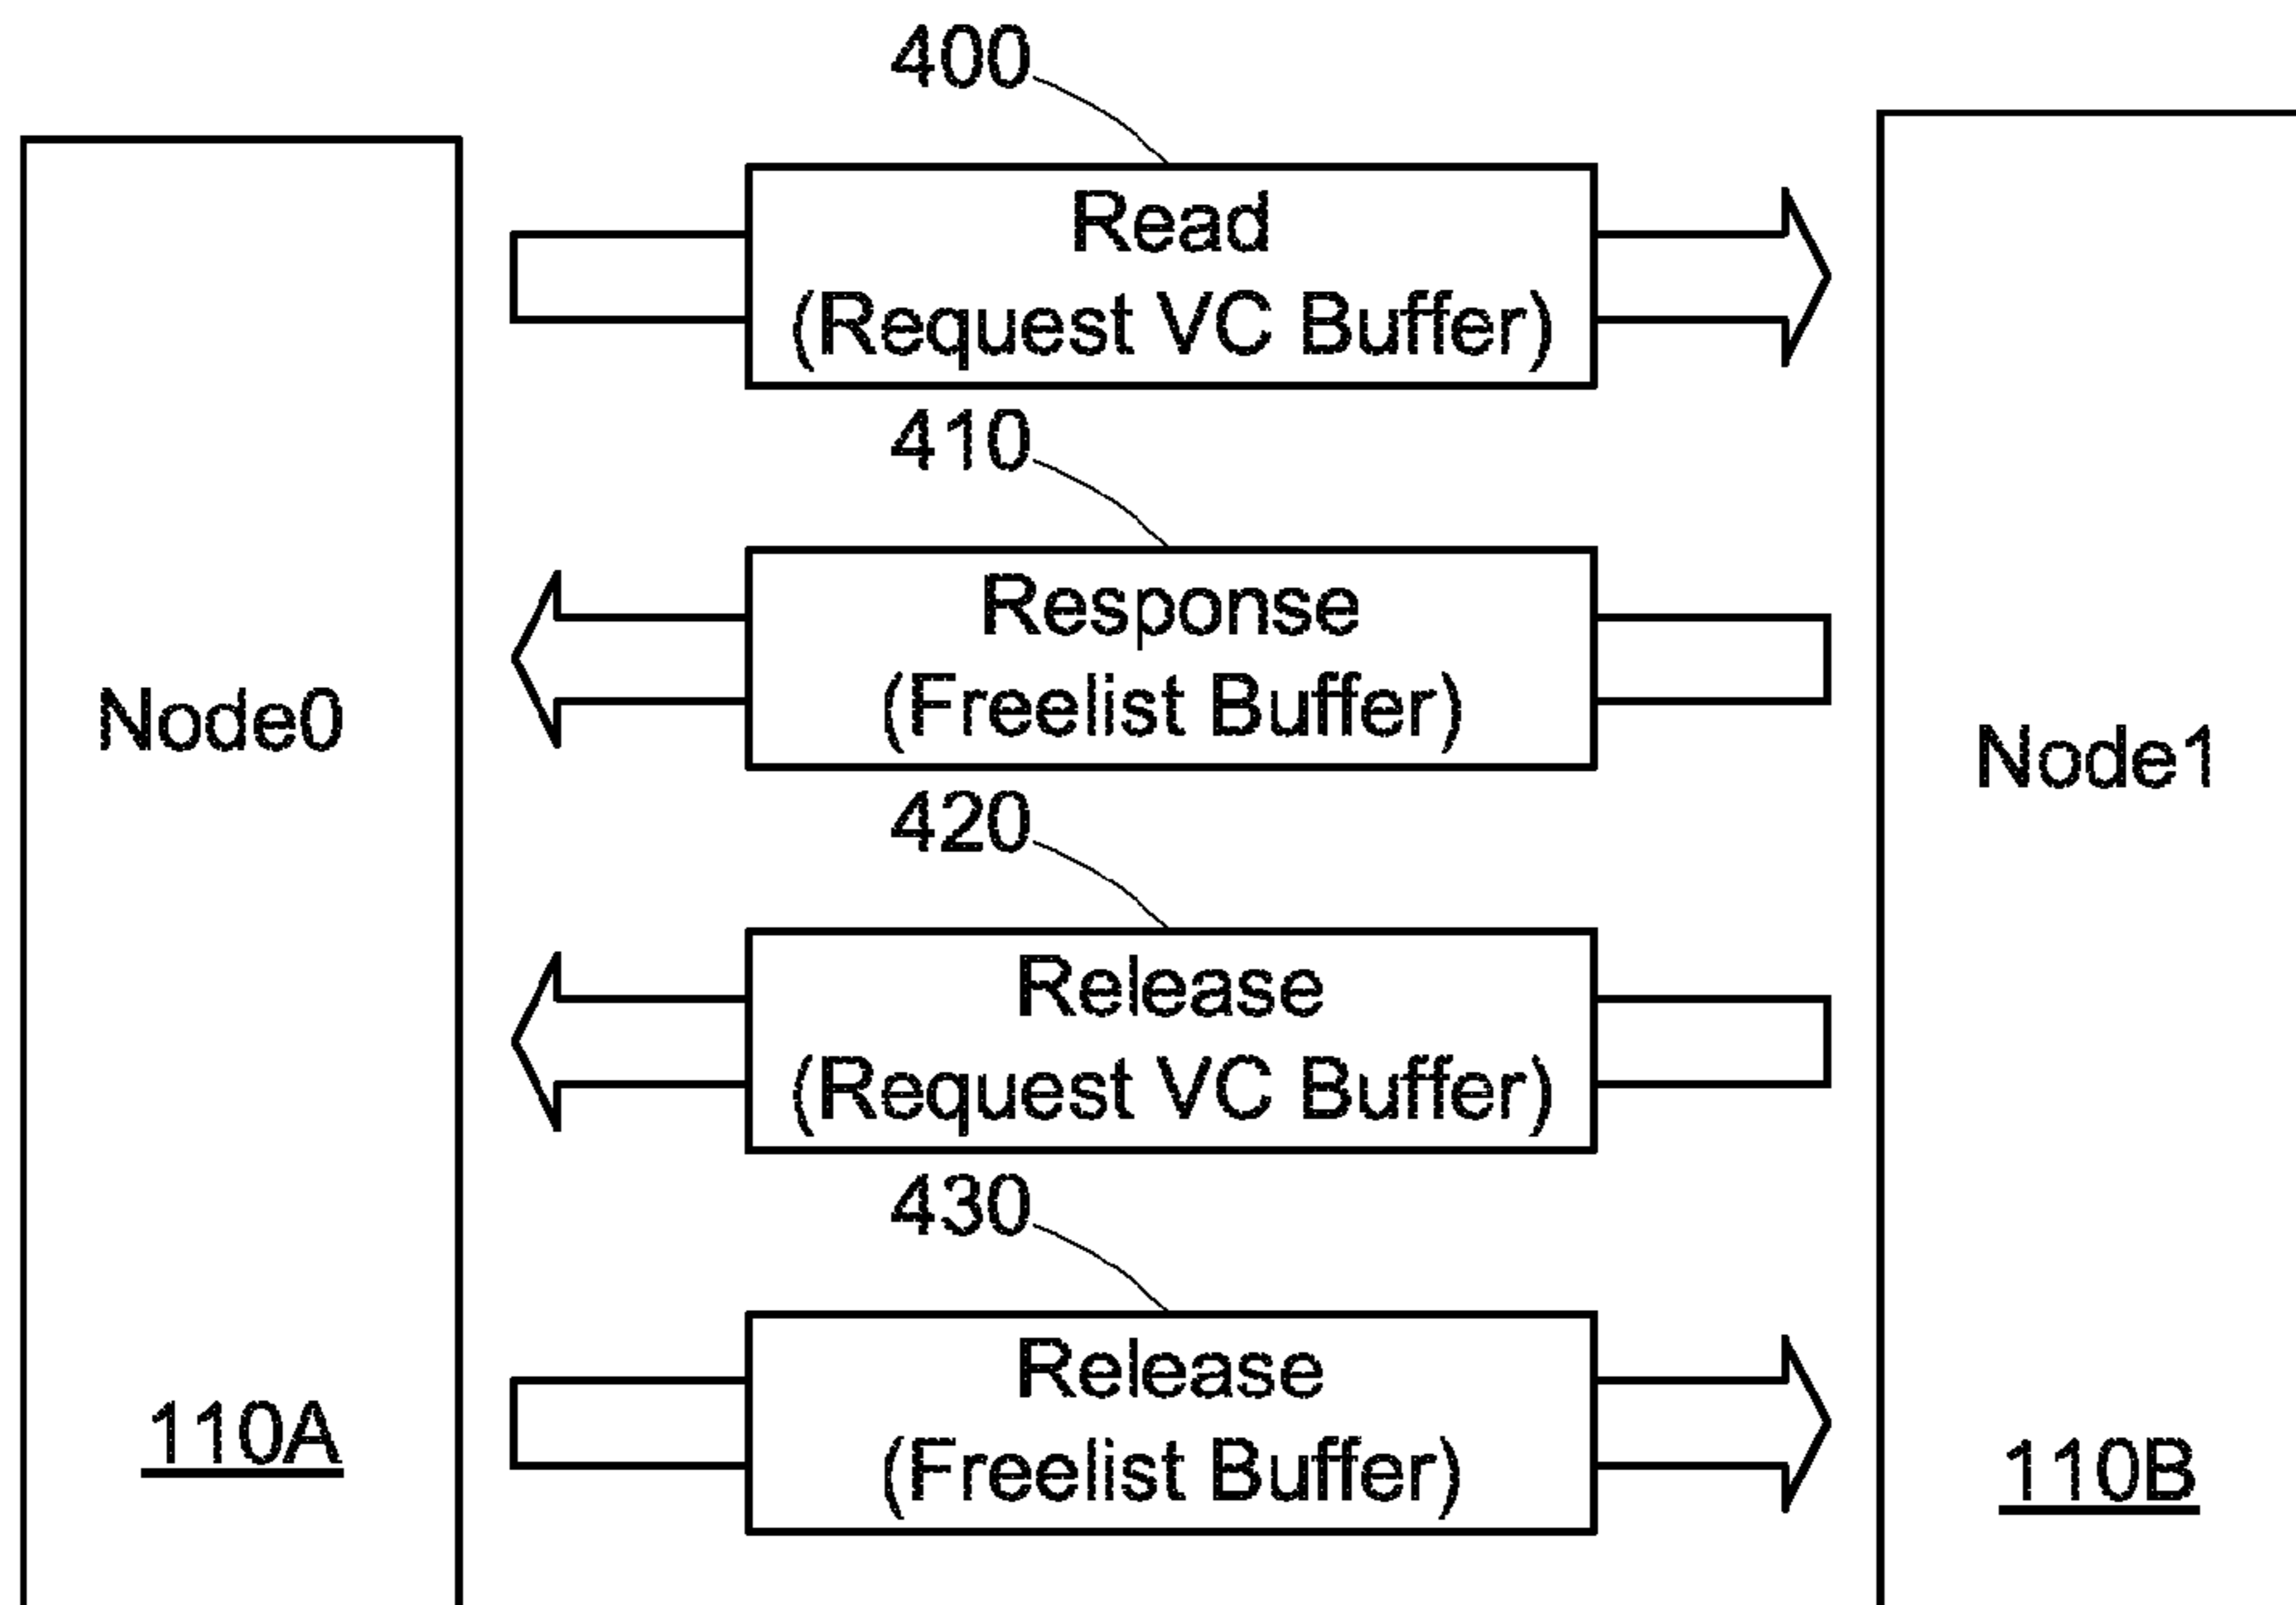 400
Read
(Request VC Buffer)
410
Response
(Freelist Buffer)
Node0
Node1
420
Release
(Request VC Buffer)
430
Release
(Freelist Buffer)
110A
110B